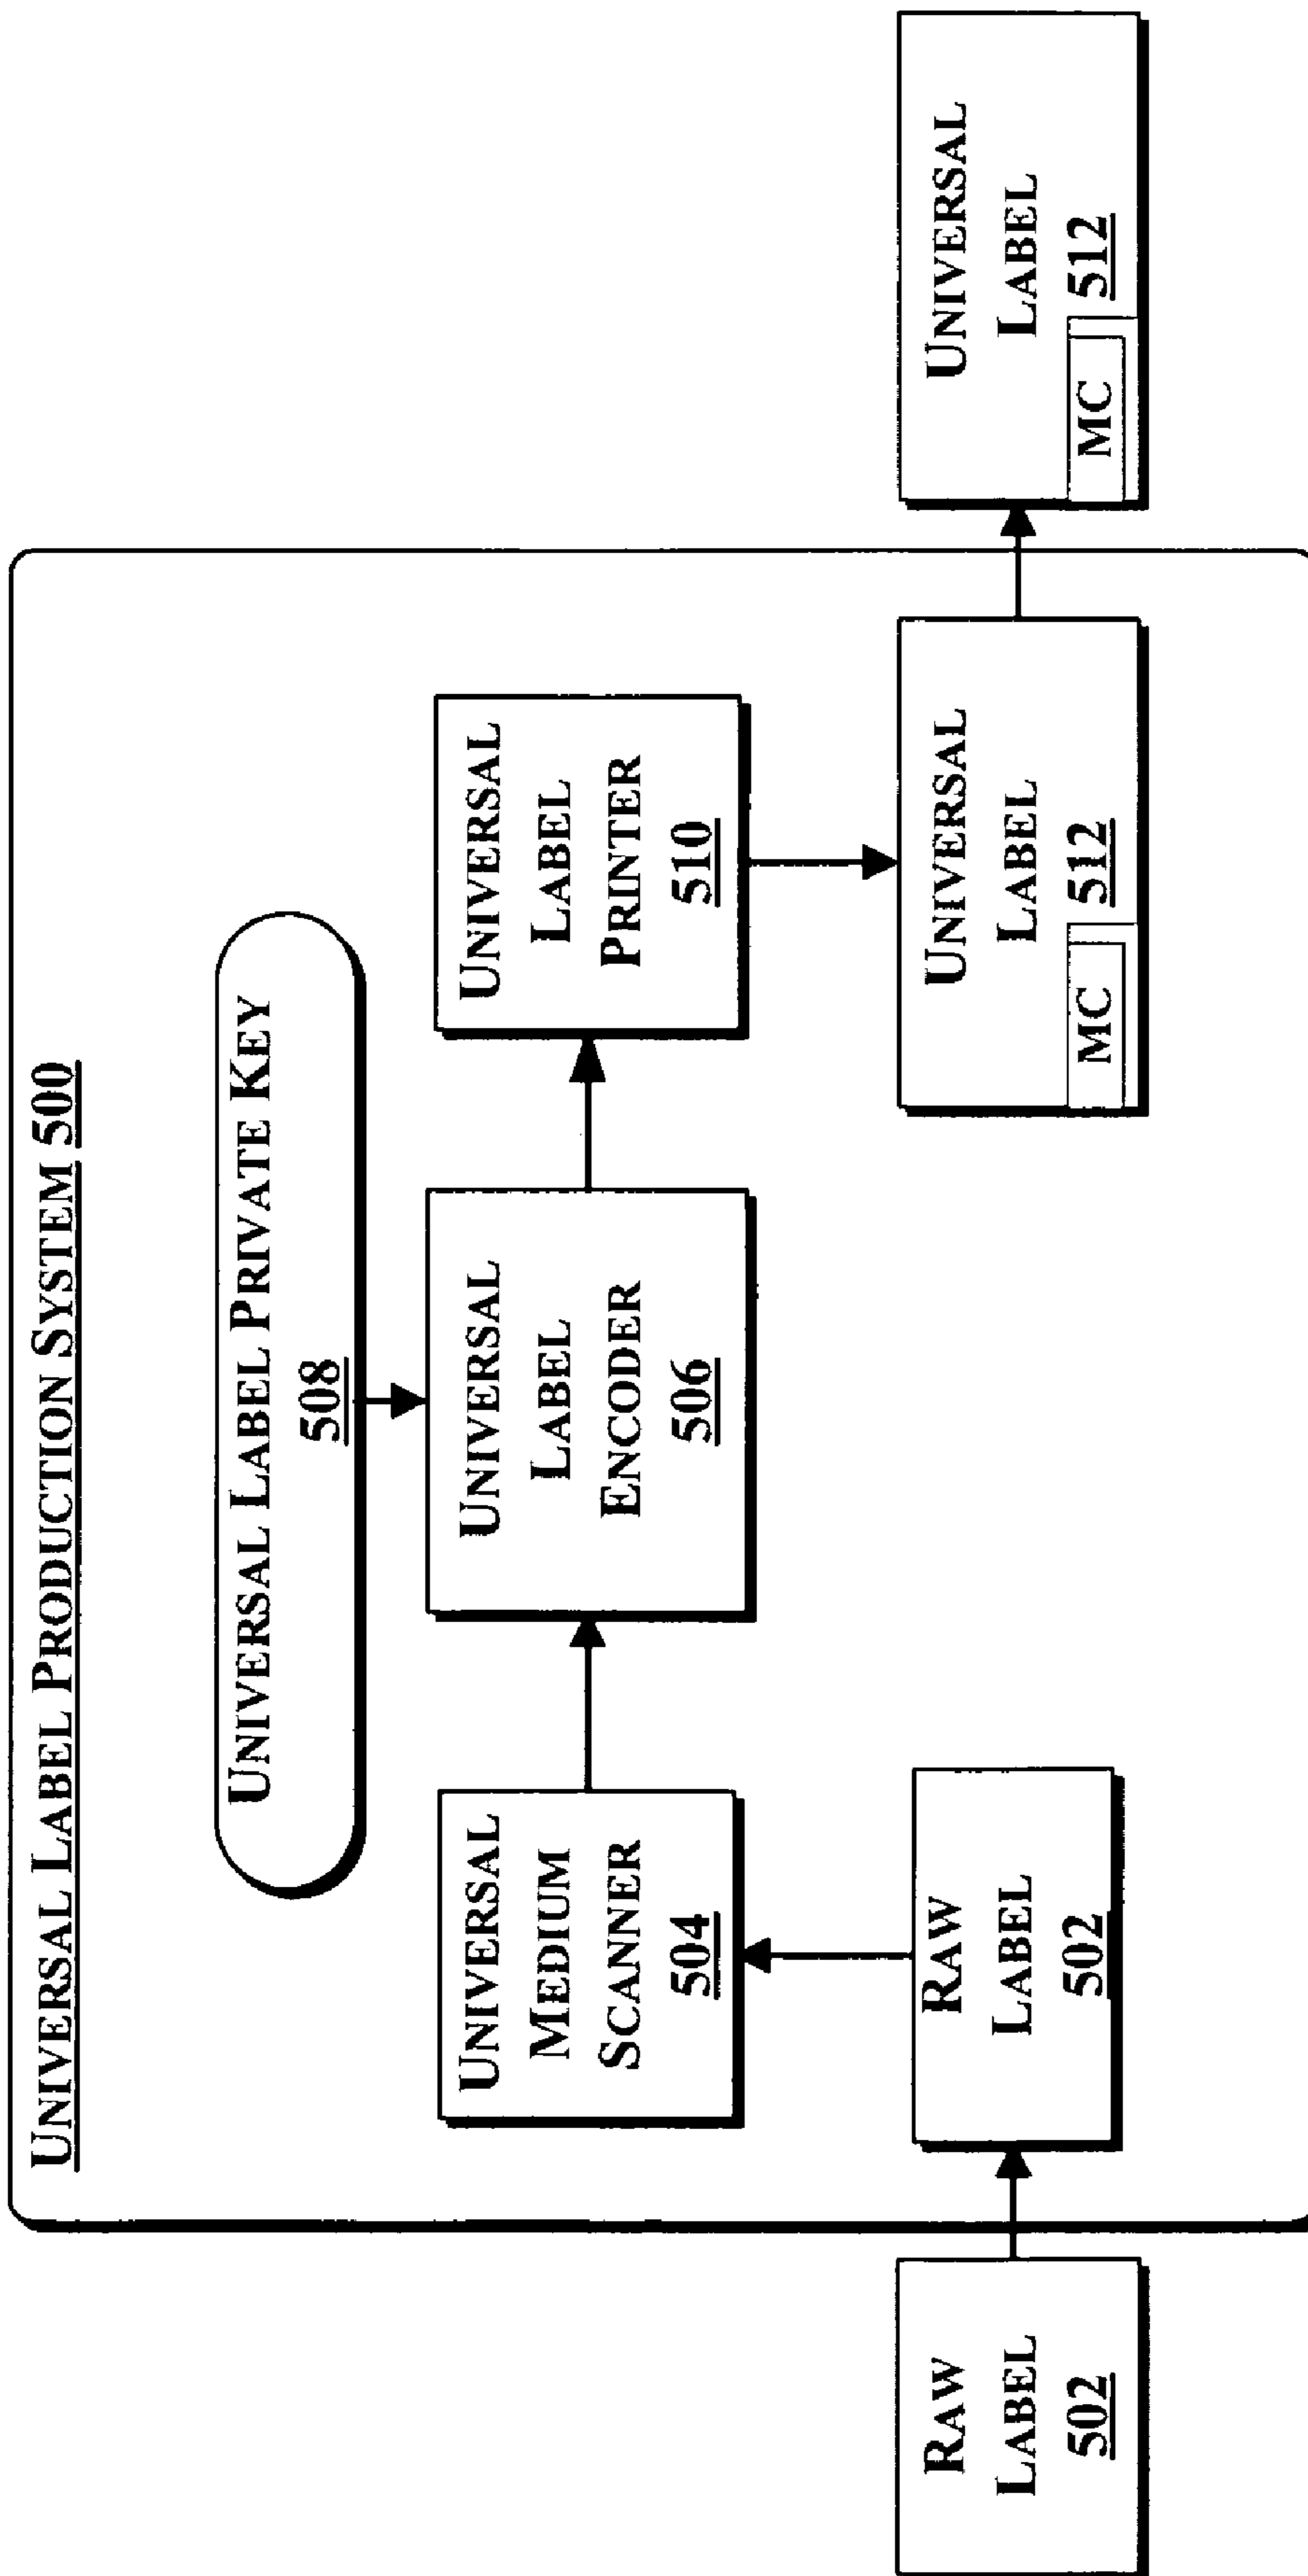 UNIVERSAL LABEL PRODUCTION SYSTEM 500
UNIVERSAL LABEL PRIVATE KEY
508
UNIVERSAL
MEDIUM
SCANNER
504
UNIVERSAL
LABEL
ENCODER
506
UNIVERSAL
LABEL
PRINTER
510
RAW
LABEL
502
RAW
LABEL
502
UNIVERSAL
LABEL
512
MC
UNIVERSAL
LABEL
512
MC